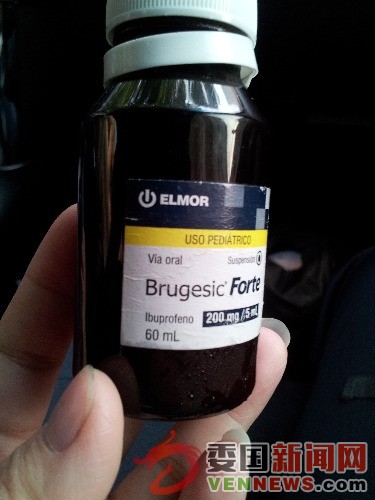 ELMOR
USO PEDIÁTRICO
Vía oral Suspensión
Brugesic® Forte
Ibuprofeno 200 mg / 5 mL
60 mL
委国新闻网
VENNEWS.COM